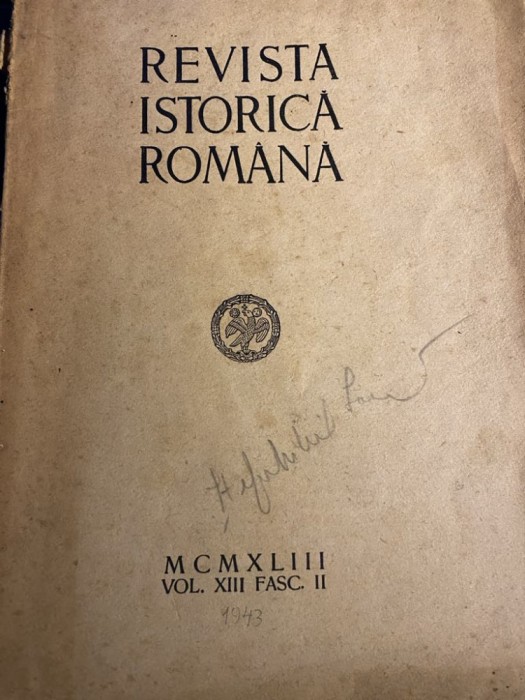 REVISTA
ISTORICĂ
ROMÂNĂ
MCMXLIII
VOL. XIII FASC. II
1943